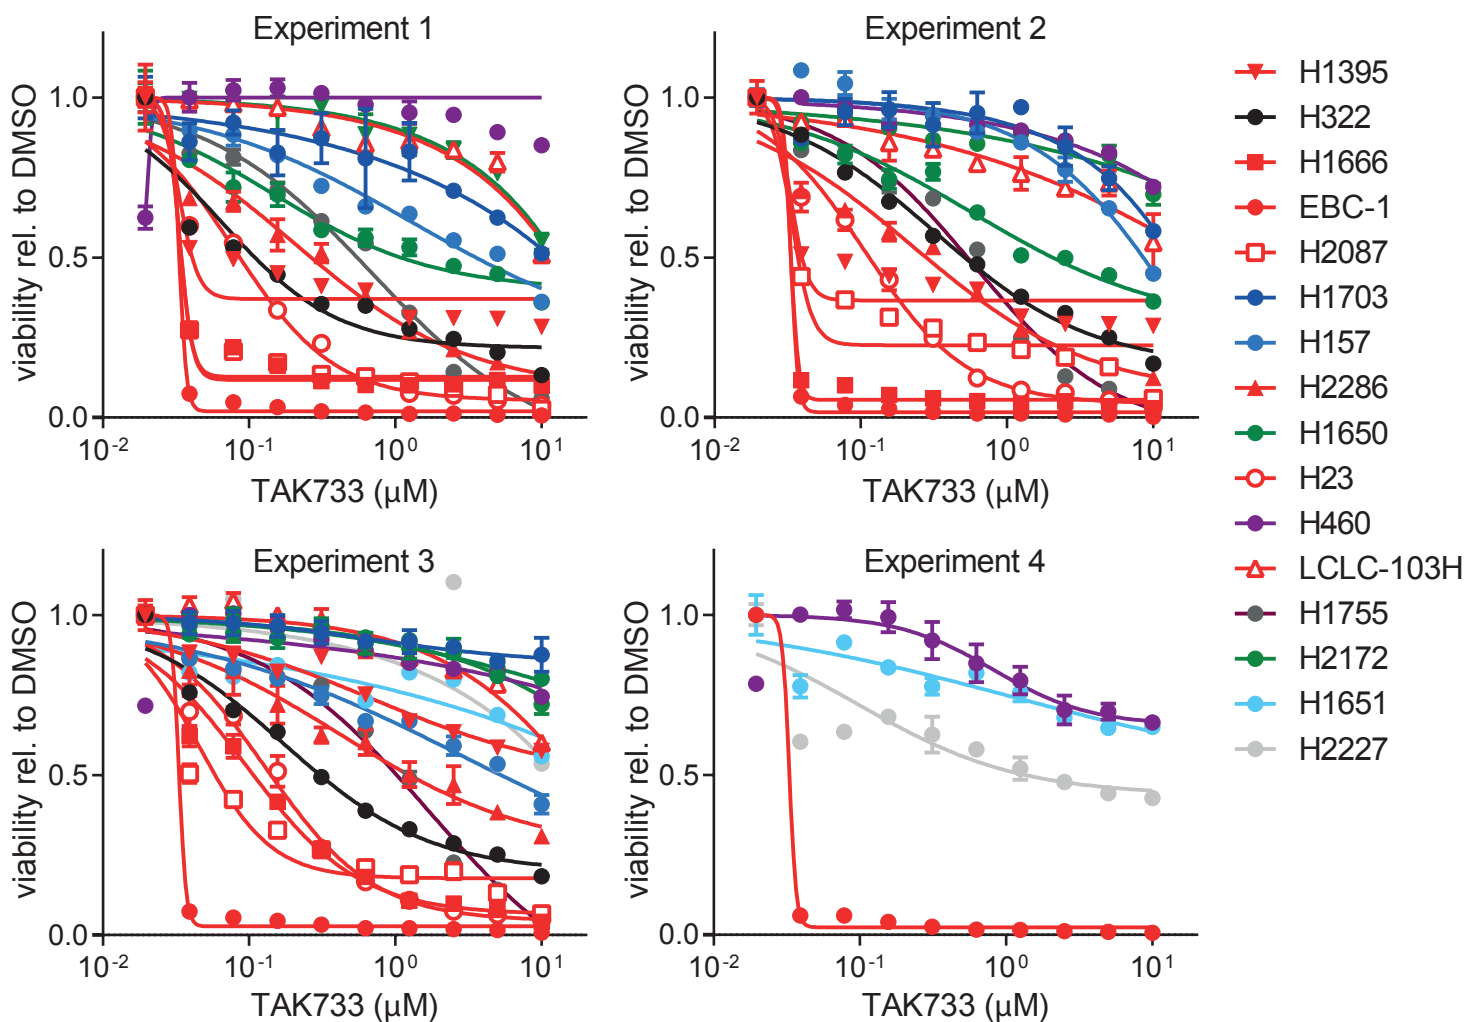 Experiment 1
viability rel. to DMSO
1.0
0.5
0.0
10-2
10-1
100
101
TAK733 (µM)
Experiment 2
viability rel. to DMSO
1.0
0.5
0.0
10-2
10-1
100
101
TAK733 (µM)
H1395
H322
H1666
EBC-1
H2087
H1703
H157
H2286
H1650
H23
H460
LCLC-103H
H1755
H2172
H1651
H2227
Experiment 3
viability rel. to DMSO
1.0
0.5
0.0
10-2
10-1
100
101
TAK733 (µM)
Experiment 4
viability rel. to DMSO
1.0
0.5
0.0
10-2
10-1
100
101
TAK733 (µM)